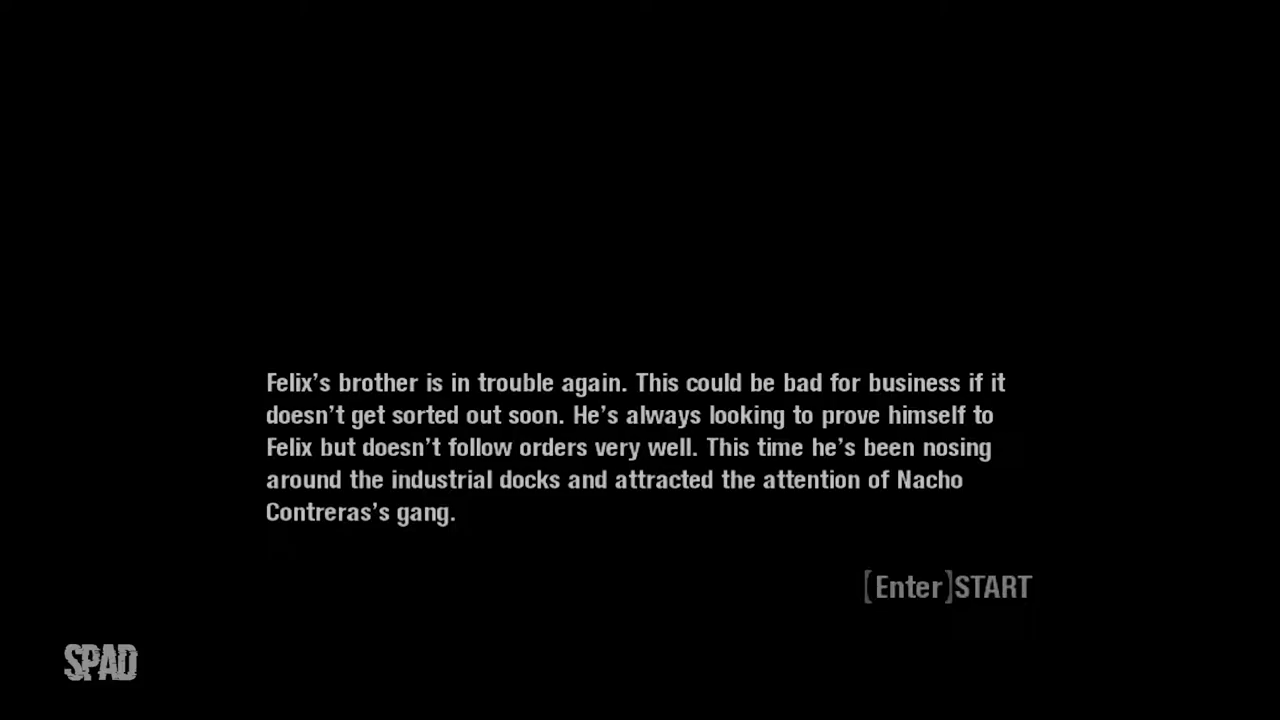 Felix’s brother is in trouble again. This could be bad for business if it
doesn’t get sorted out soon. He’s always looking to prove himself to
Felix but doesn’t follow orders very well. This time he’s been nosing
around the industrial docks and attracted the attention of Nacho
Contreras’s gang.
[Enter]START
SPAD